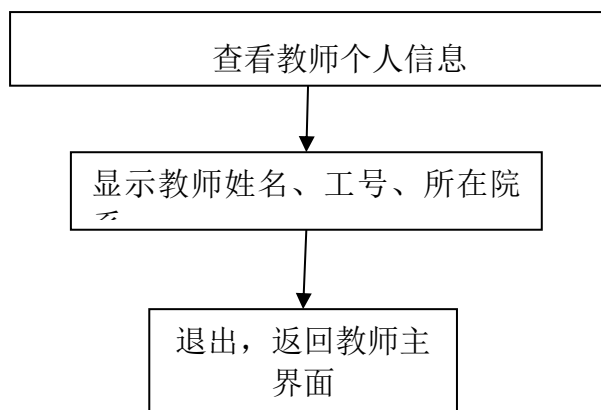 查看教师个人信息
显示教师姓名、工号、所在院
系
退出，返回教师主
界面